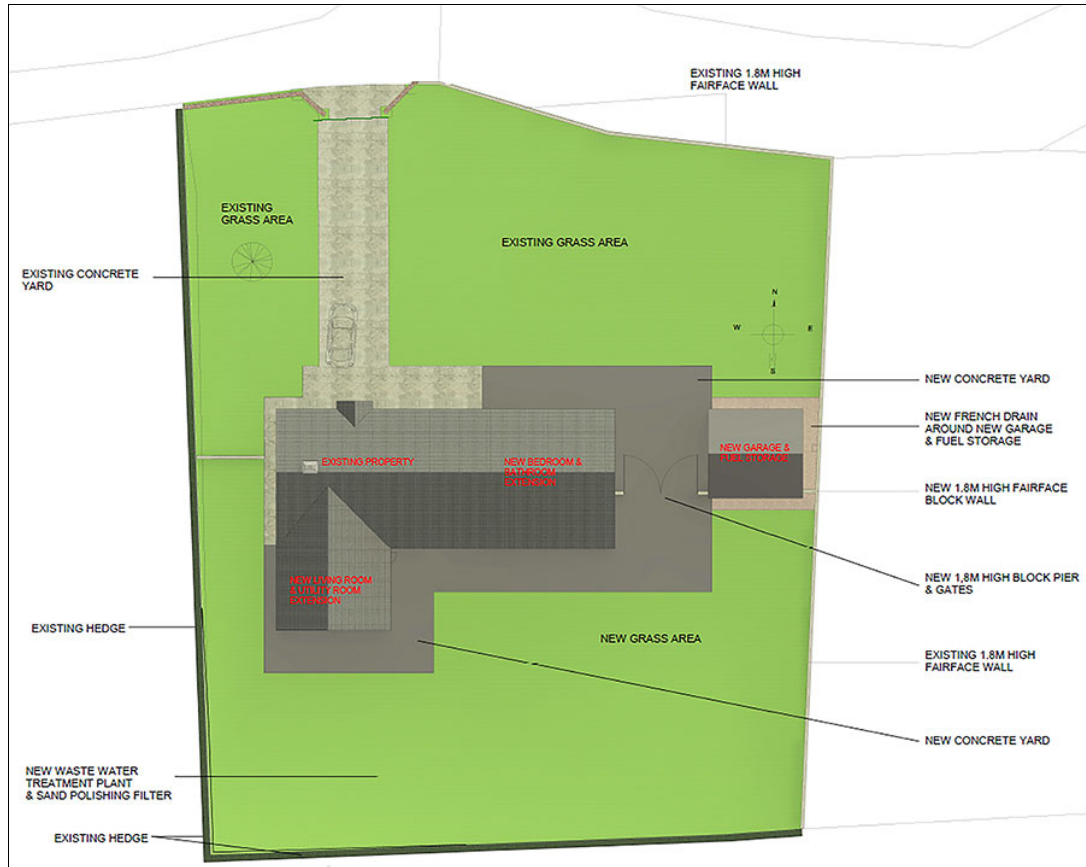 EXISTING 1.8M HIGH
FAIRFACE WALL
EXISTING
GRASS AREA
EXISTING GRASS AREA
EXISTING CONCRETE
YARD
N
W
E
S
NEW CONCRETE YARD
NEW FRENCH DRAIN
AROUND NEW GARAGE
& FUEL STORAGE
NEW GARAGE &
FUEL STORAGE
EXISTING PROPERTY
NEW BEDROOM &
BATHROOM
EXTENSION
NEW 1.8M HIGH FAIRFACE
BLOCK WALL
NEW LIVING ROOM
& UTILITY ROOM
EXTENSION
NEW 1,8M HIGH BLOCK PIER
& GATES
EXISTING HEDGE
NEW GRASS AREA
EXISTING 1.8M HIGH
FAIRFACE WALL
NEW CONCRETE YARD
NEW WASTE WATER
TREATMENT PLANT
& SAND POLISHING FILTER
EXISTING HEDGE